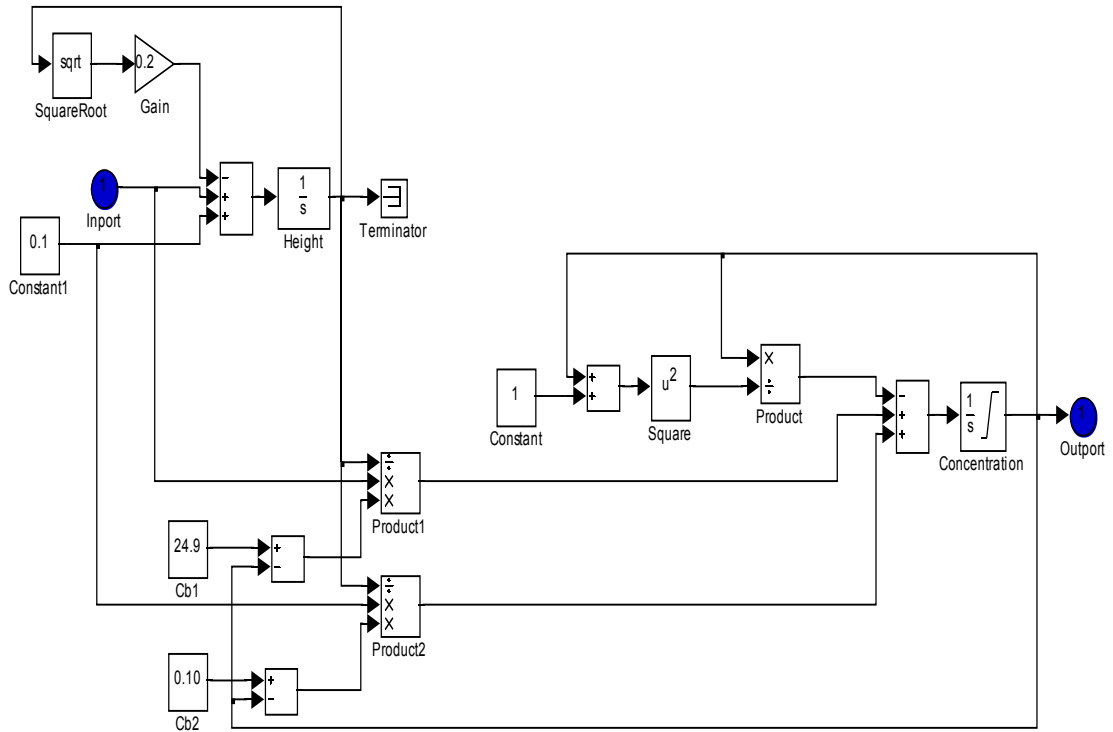 sqrt
SquareRoot
0.2
Gain
1
Inport
0.1
Constant1
−
+
+
1
s
Height
Terminator
1
Constant
+
+
u2
Square
X
÷
Product
−
+
+
1
s
Concentration
1
Outport
÷
X
X
Product1
24.9
Cb1
+
−
÷
X
X
Product2
0.10
Cb2
+
−